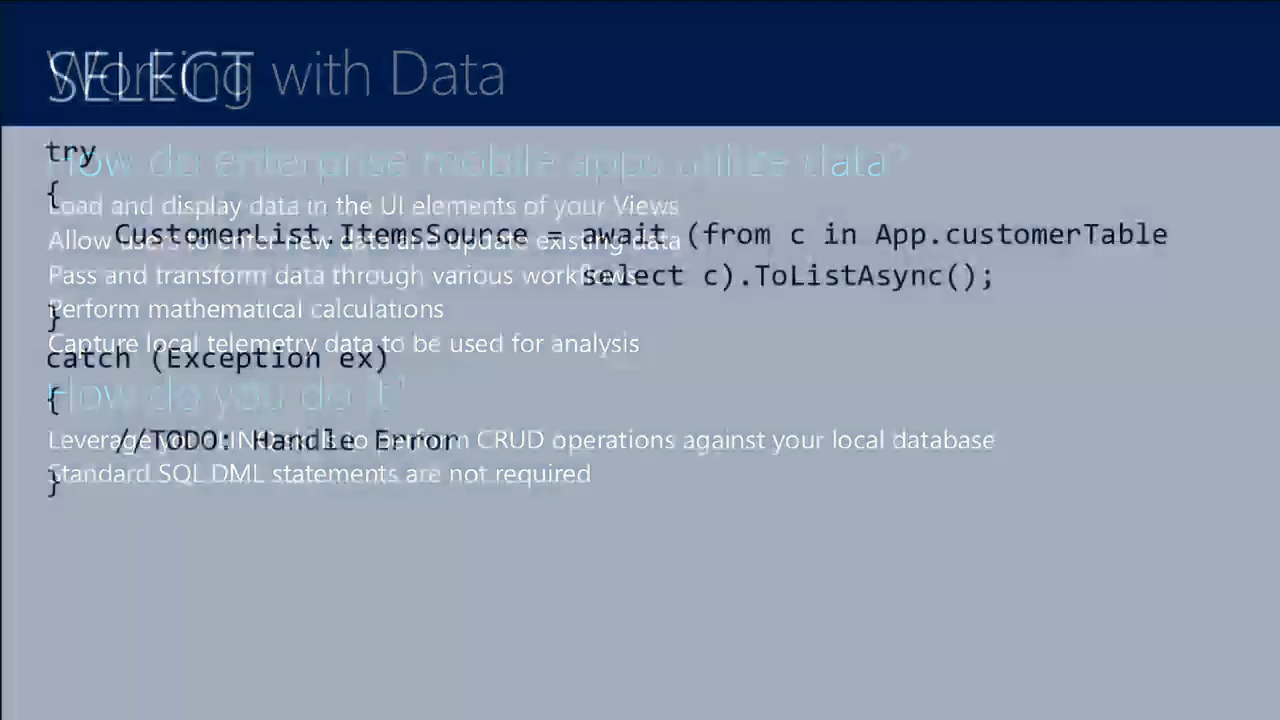 Working with Data
How do enterprise mobile apps utilize data?
Load and display data in the UI elements of your Views
Allow users to enter new data and update existing data
Pass and transform data through various workflows
Perform mathematical calculations
Capture local telemetry data to be used for analysis
How do you do it?
Leverage your LINQ skills to perform CRUD operations against your local database
Standard SQL DML statements are not required
SELECT
try
{
CustomerList.ItemsSource = await (from c in App.customerTable
select c).ToListAsync();
}
catch (Exception ex)
{
//TODO: Handle Error
}